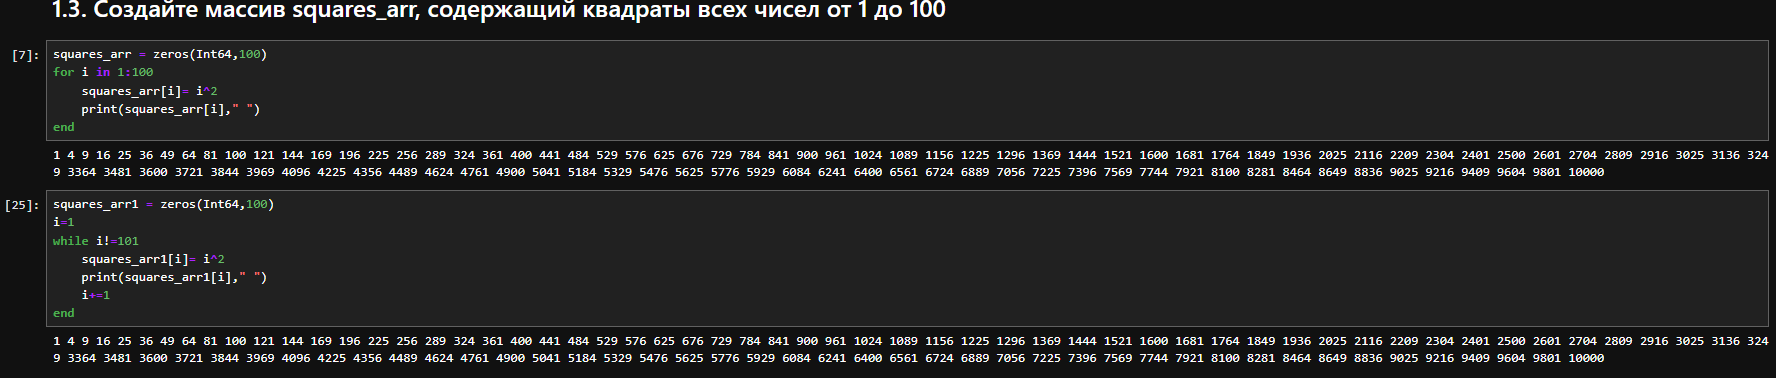 1.3. Создайте массив squares_arr, содержащий квадраты всех чисел от 1 до 100
[7]:
squares_arr = zeros(Int64,100)
for i in 1:100
    squares_arr[i]= i^2
    print(squares_arr[i]," ")
end
1 4 9 16 25 36 49 64 81 100 121 144 169 196 225 256 289 324 361 400 441 484 529 576 625 676 729 784 841 900 961 1024 1089 1156 1225 1296 1369 1444 1521 1600 1681 1764 1849 1936 2025 2116 2209 2304 2401 2500 2601 2704 2809 2916 3025 3136 324
9 3364 3481 3600 3721 3844 3969 4096 4225 4356 4489 4624 4761 4900 5041 5184 5329 5476 5625 5776 5929 6084 6241 6400 6561 6724 6889 7056 7225 7396 7569 7744 7921 8100 8281 8464 8649 8836 9025 9216 9409 9604 9801 10000
[25]:
squares_arr1 = zeros(Int64,100)
i=1
while i!=101
    squares_arr1[i]= i^2
    print(squares_arr1[i]," ")
    i+=1
end
1 4 9 16 25 36 49 64 81 100 121 144 169 196 225 256 289 324 361 400 441 484 529 576 625 676 729 784 841 900 961 1024 1089 1156 1225 1296 1369 1444 1521 1600 1681 1764 1849 1936 2025 2116 2209 2304 2401 2500 2601 2704 2809 2916 3025 3136 324
9 3364 3481 3600 3721 3844 3969 4096 4225 4356 4489 4624 4761 4900 5041 5184 5329 5476 5625 5776 5929 6084 6241 6400 6561 6724 6889 7056 7225 7396 7569 7744 7921 8100 8281 8464 8649 8836 9025 9216 9409 9604 9801 10000